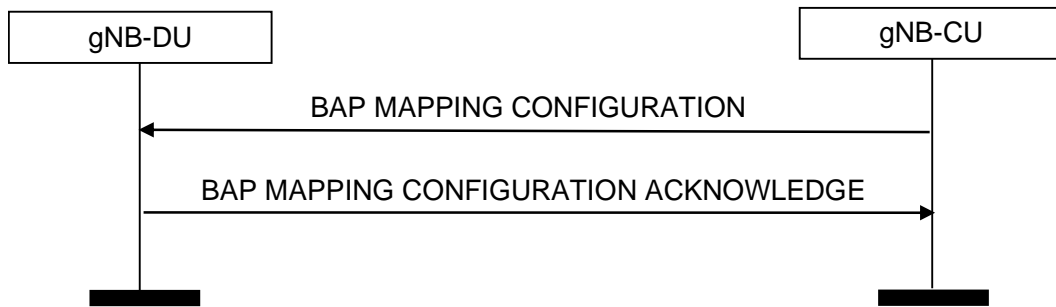 gNB-DU
gNB-CU
BAP MAPPING CONFIGURATION
BAP MAPPING CONFIGURATION ACKNOWLEDGE